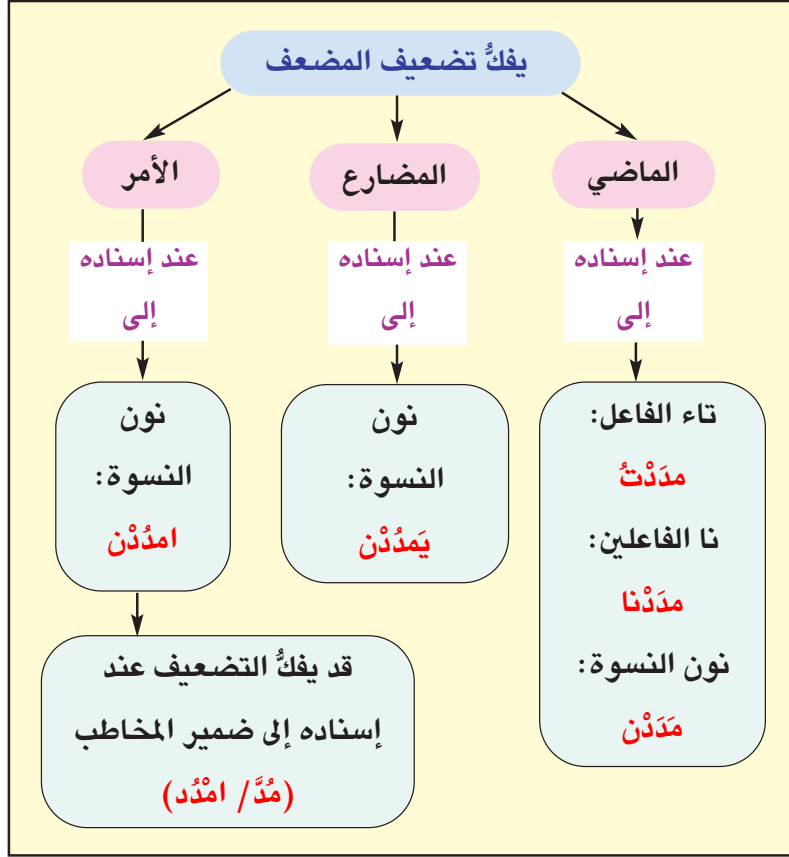 يفكُّ تضعيف المضعف
الماضي
المضارع
الأمر
عند إسناده
إلى
عند إسناده
إلى
عند إسناده
إلى
تاء الفاعل:
مدَدْتُ
نا الفاعلين:
مدَدْنا
نون النسوة:
مَدَدْن
نون
النسوة:
يَمدُدْن
نون
النسوة:
امدُدْن
قد يفكُّ التضعيف عند
إسناده إلى ضمير المخاطب
(مُدَّ/ امْدُد)